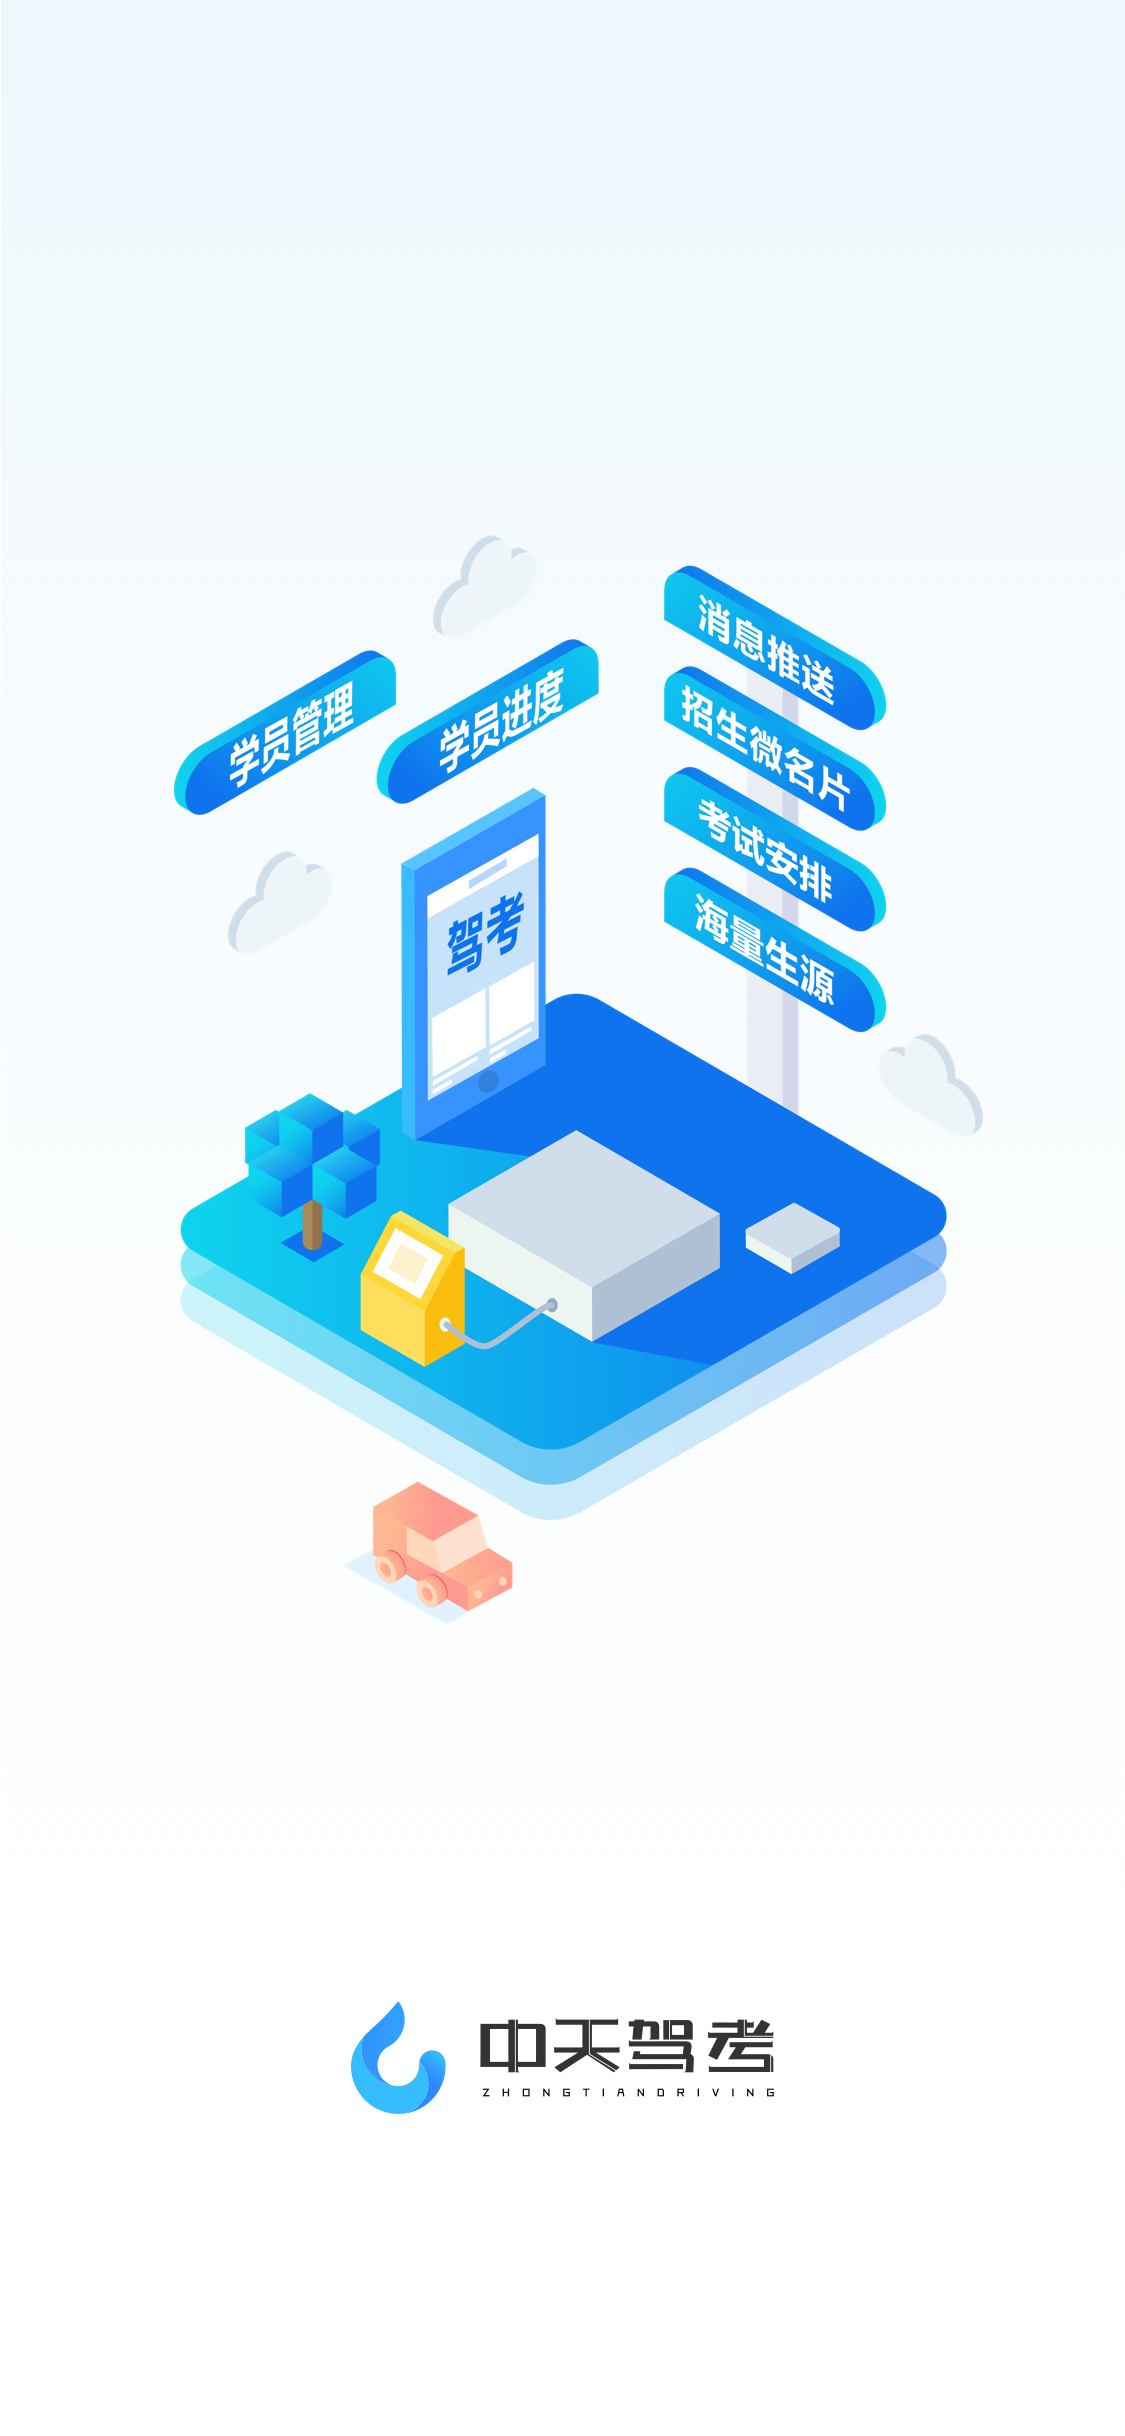 消息推送
学员管理
学员进度
招生微名片
考试安排
驾考
海量生源
中天驾考
ZHONGTIANDRIVING